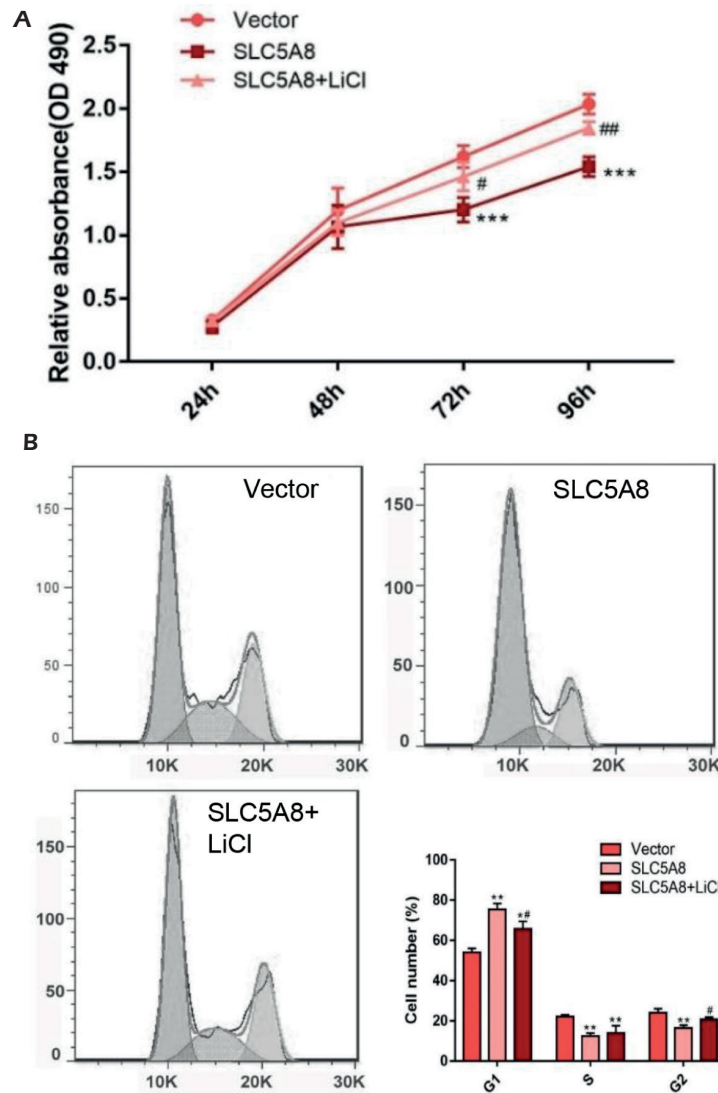 A
Vector
SLC5A8
SLC5A8+LiCl
Relative absorbance(OD 490)
2.5
2.0
1.5
1.0
0.5
0.0
##
#
***
***
24h
48h
72h
96h
B
Vector
150
100
50
0
10K
20K
30K
SLC5A8
150
100
50
0
10K
20K
30K
SLC5A8+
LiCl
150
100
50
0
10K
20K
30K
Vector
SLC5A8
SLC5A8+LiCl
Cell number (%)
100
80
60
40
20
0
**
*#
**
**
**
#
G1
S
G2